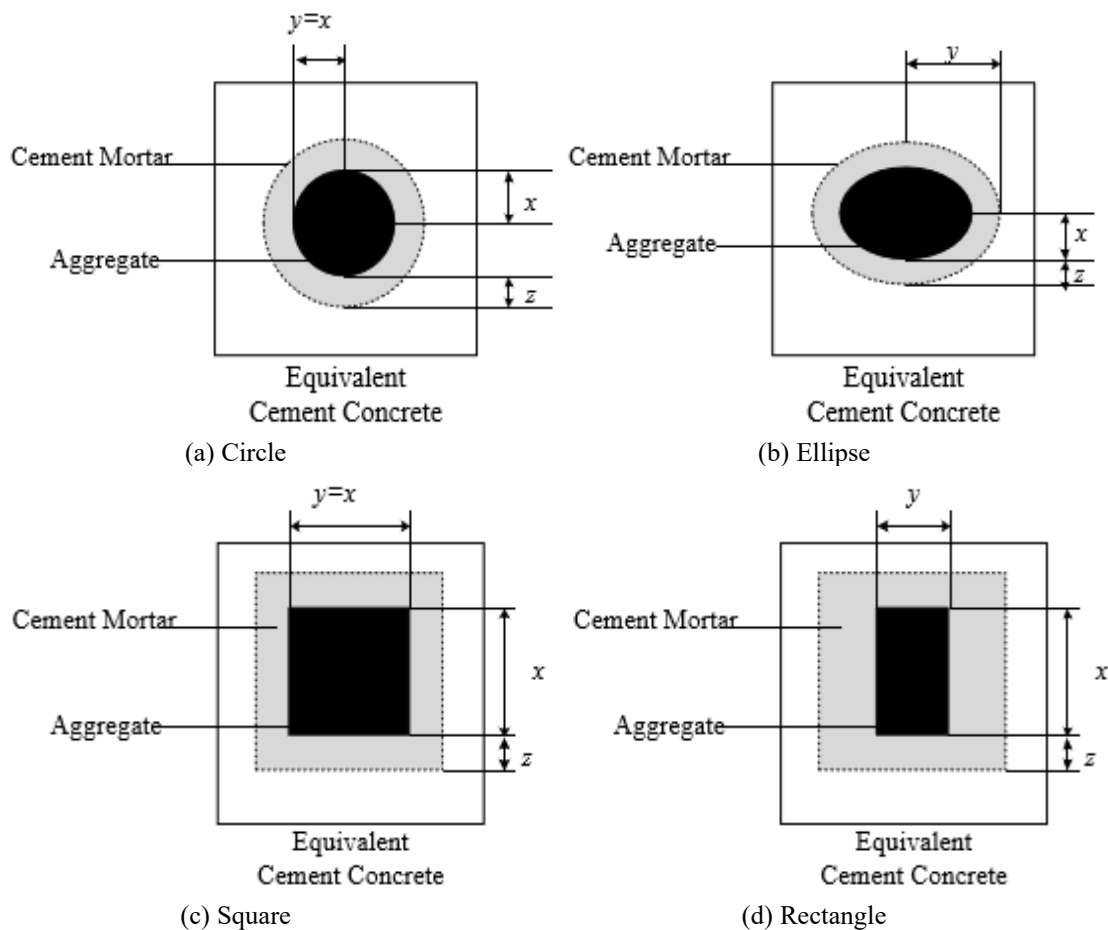 y=x
Cement Mortar
x
Aggregate
z
Equivalent
Cement Concrete
(a) Circle
y
Cement Mortar
Aggregate
x
z
Equivalent
Cement Concrete
(b) Ellipse
y=x
Cement Mortar
x
Aggregate
z
Equivalent
Cement Concrete
(c) Square
y
Cement Mortar
x
Aggregate
z
Equivalent
Cement Concrete
(d) Rectangle